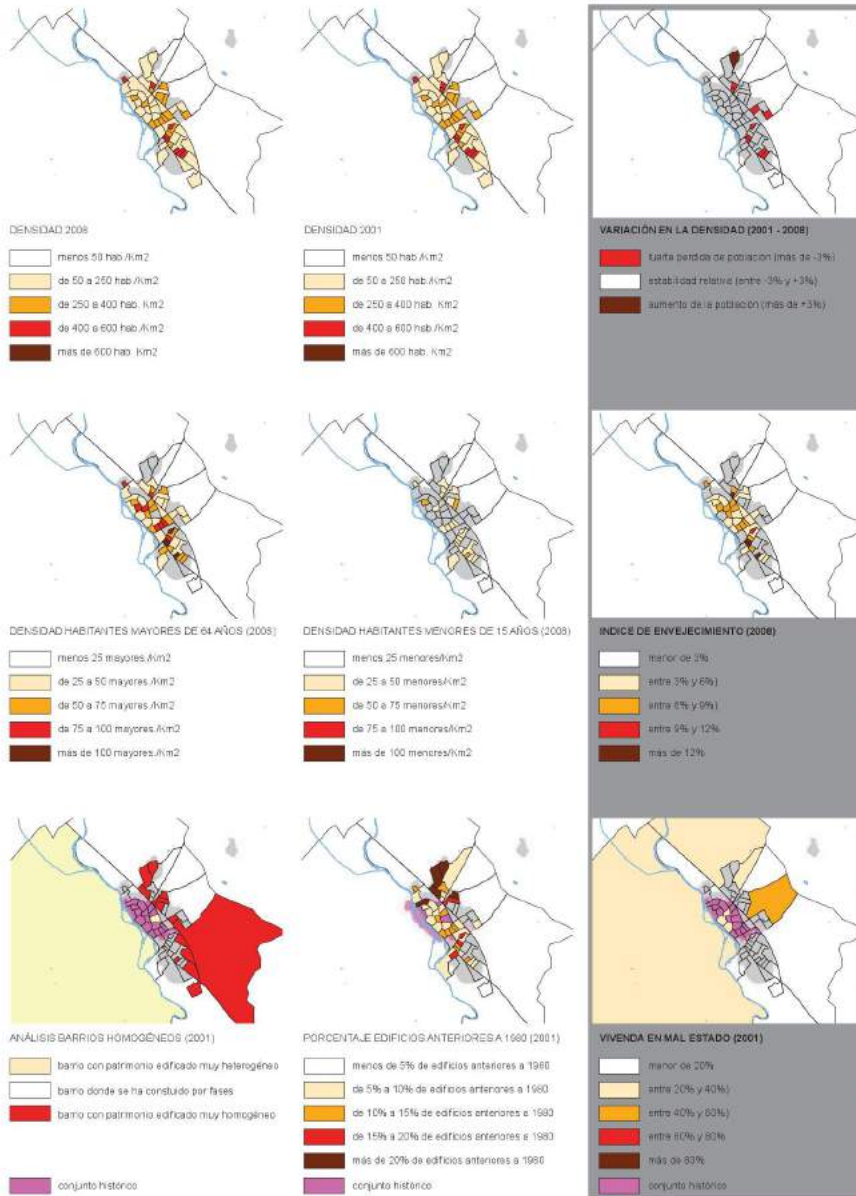 DENSIDAD 2008
menos 50 hab./Km2
de 50 a 250 hab./Km2
de 250 a 400 hab. Km2
de 400 a 600 hab./Km2
más de 600 hab. Km2
DENSIDAD 2001
menos 50 hab./Km2
de 50 a 250 hab./Km2
de 250 a 400 hab. Km2
de 400 a 600 hab./Km2
más de 600 hab. Km2
VARIACIÓN EN LA DENSIDAD (2001 - 2008)
fuerte perdida de población (más de -3%)
estabilidad relativa (entre -3% y +3%)
aumento de la población (más de +3%)
DENSIDAD HABITANTES MAYORES DE 64 AÑOS (2008)
menos 25 mayores./Km2
de 25 a 50 mayores./Km2
de 50 a 75 mayores./Km2
de 75 a 100 mayores./Km2
más de 100 mayores./Km2
DENSIDAD HABITANTES MENORES DE 15 AÑOS (2008)
menos 25 menores/Km2
de 25 a 50 menores/Km2
de 50 a 75 menores/Km2
de 75 a 100 menores/Km2
más de 100 menores/Km2
INDICE DE ENVEJECIMIENTO (2008)
menor de 3%
entre 3% y 6%)
entre 6% y 9%)
entre 9% y 12%
más de 12%
ANÁLISIS BARRIOS HOMOGÉNEOS (2001)
barrio con patrimonio edificado muy heterogéneo
barrio donde se ha constuido por fases
barrio con patrimonio edificado muy homogéneo
conjunto histórico
PORCENTAJE EDIFICIOS ANTERIORES A 1980 (2001)
menos de 5% de edificios anteriores a 1980
de 5% a 10% de edificios anteriores a 1980
de 10% a 15% de edificios anteriores a 1980
de 15% a 20% de edificios anteriores a 1980
más de 20% de edificios anteriores a 1980
conjunto histórico
VIVENDA EN MAL ESTADO (2001)
menor de 20%
entre 20% y 40%)
entre 40% y 60%)
entre 60% y 80%
más de 80%
conjunto histórico